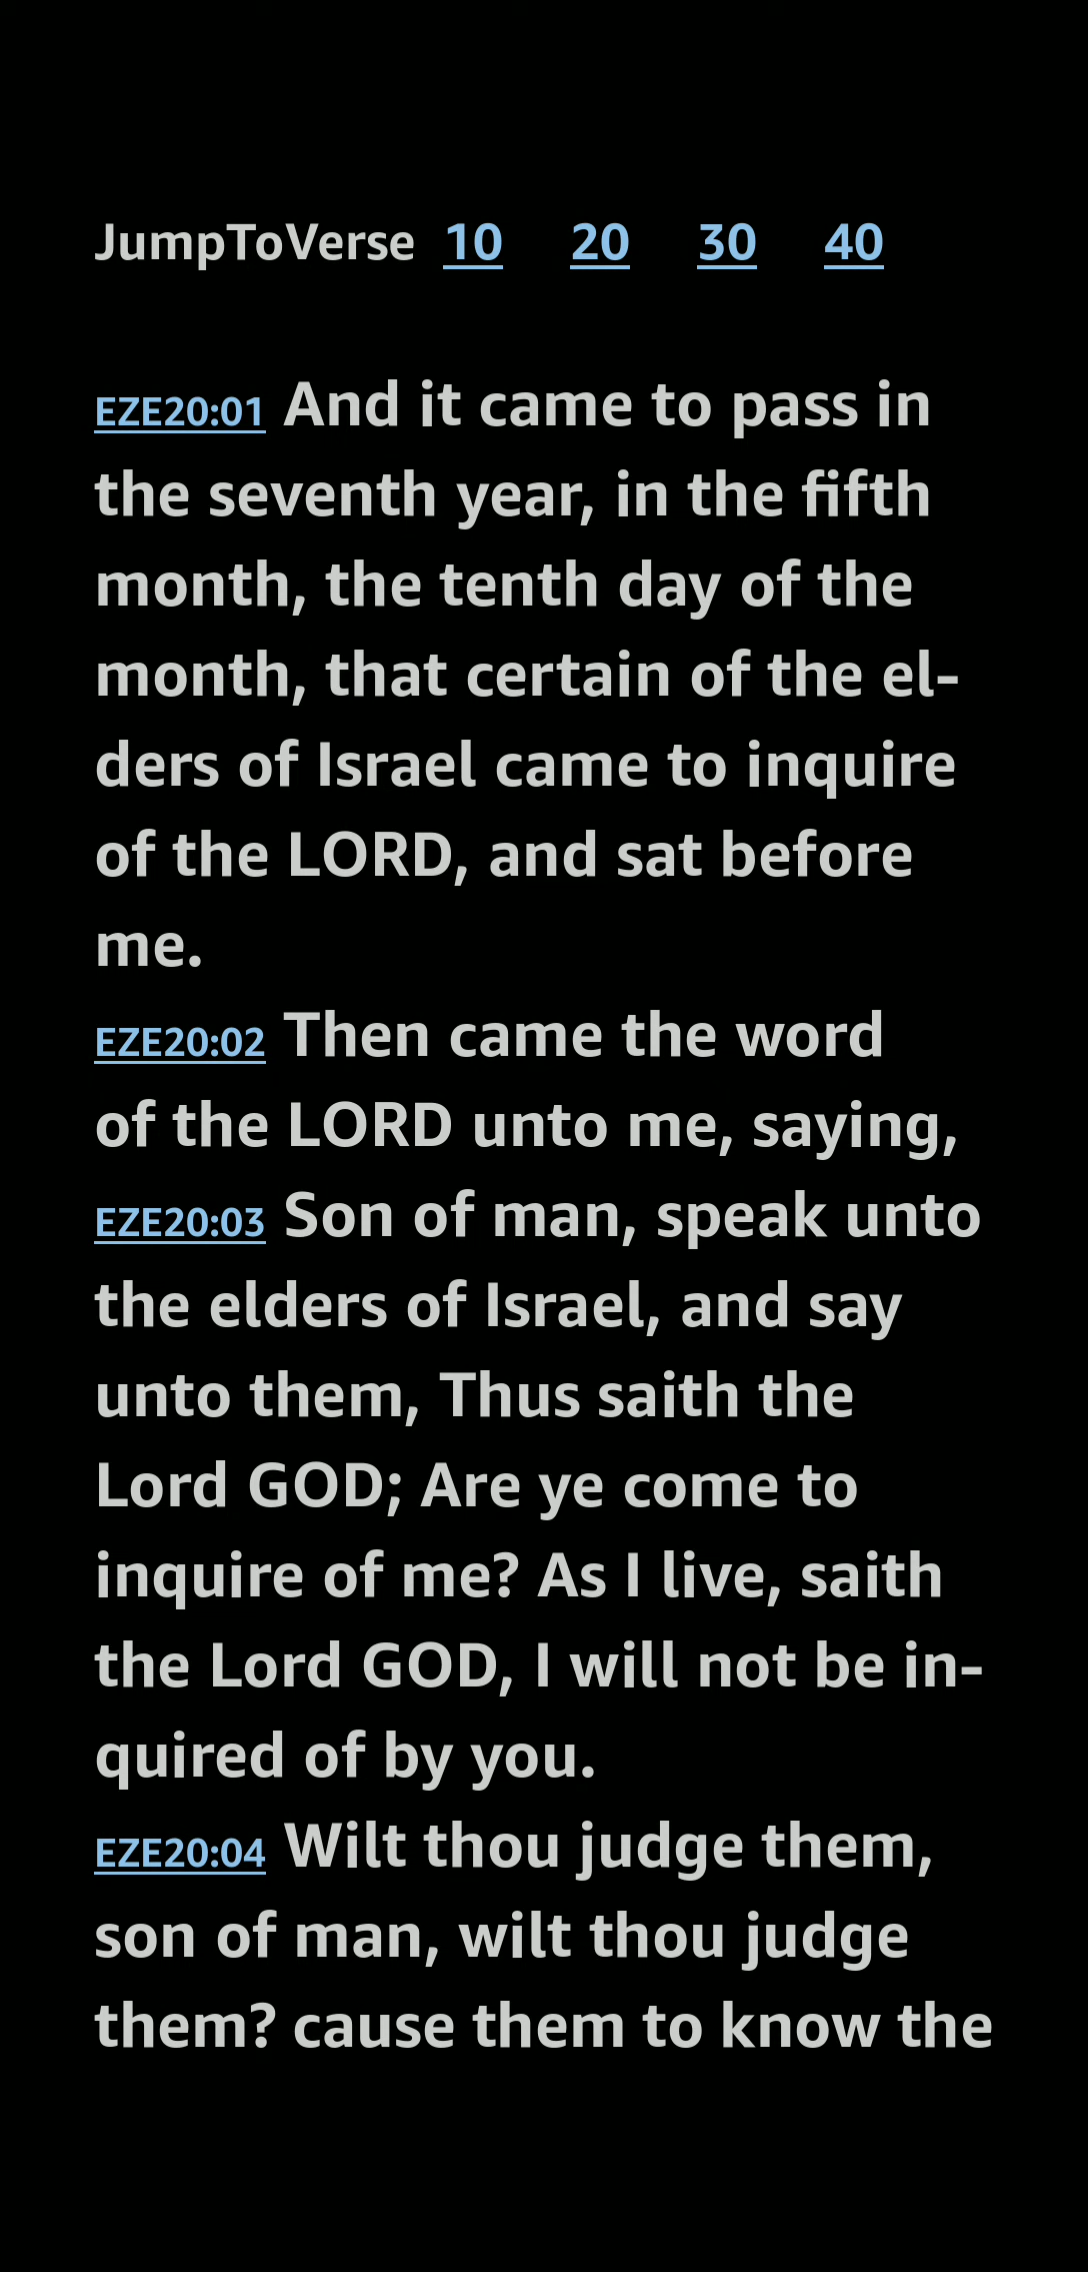 JumpToVerse 10 20 30 40
EZE20:01 And it came to pass in
the seventh year, in the fifth
month, the tenth day of the
month, that certain of the el-
ders of Israel came to inquire
of the LORD, and sat before
me.
EZE20:02 Then came the word
of the LORD unto me, saying,
EZE20:03 Son of man, speak unto
the elders of Israel, and say
unto them, Thus saith the
Lord GOD; Are ye come to
inquire of me? As I live, saith
the Lord GOD, I will not be in-
quired of by you.
EZE20:04 Wilt thou judge them,
son of man, wilt thou judge
them? cause them to know the